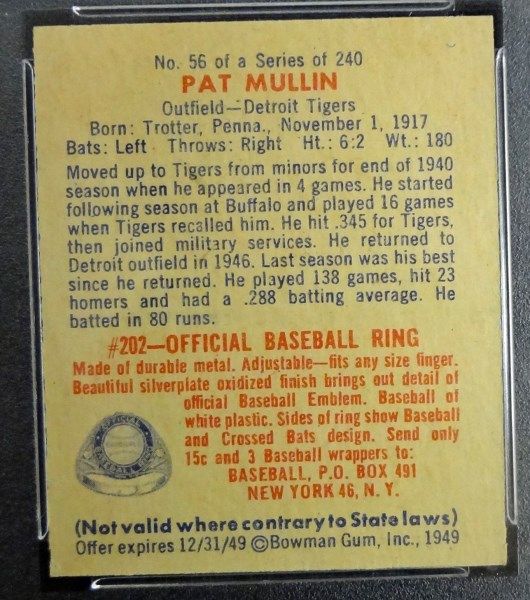 No. 56 of a Series of 240
PAT MULLIN
Outfield—Detroit Tigers
Born: Trotter, Penna., November 1, 1917
Bats: Left Throws: Right Ht.: 6:2 Wt.: 180
Moved up to Tigers from minors for end of 1940
season when he appeared in 4 games. He started
following season at Buffalo and played 16 games
when Tigers recalled him. He hit .345 for Tigers,
then joined military services. He returned to
Detroit outfield in 1946. Last season was his best
since he returned. He played 138 games, hit 23
homers and had a .288 batting average. He
batted in 80 runs.
#202—OFFICIAL BASEBALL RING
Made of durable metal. Adjustable—fits any size finger.
Beautiful silverplate oxidized finish brings out detail of
official Baseball Emblem. Baseball of
white plastic. Sides of ring show Baseball
and Crossed Bats design. Send only
15c and 3 Baseball wrappers to:
BASEBALL, P.O. BOX 491
NEW YORK 46, N. Y.
OFFICIAL
BASEBALL RING
(Not valid where contrary to State laws)
Offer expires 12/31/49 ©Bowman Gum, Inc., 1949